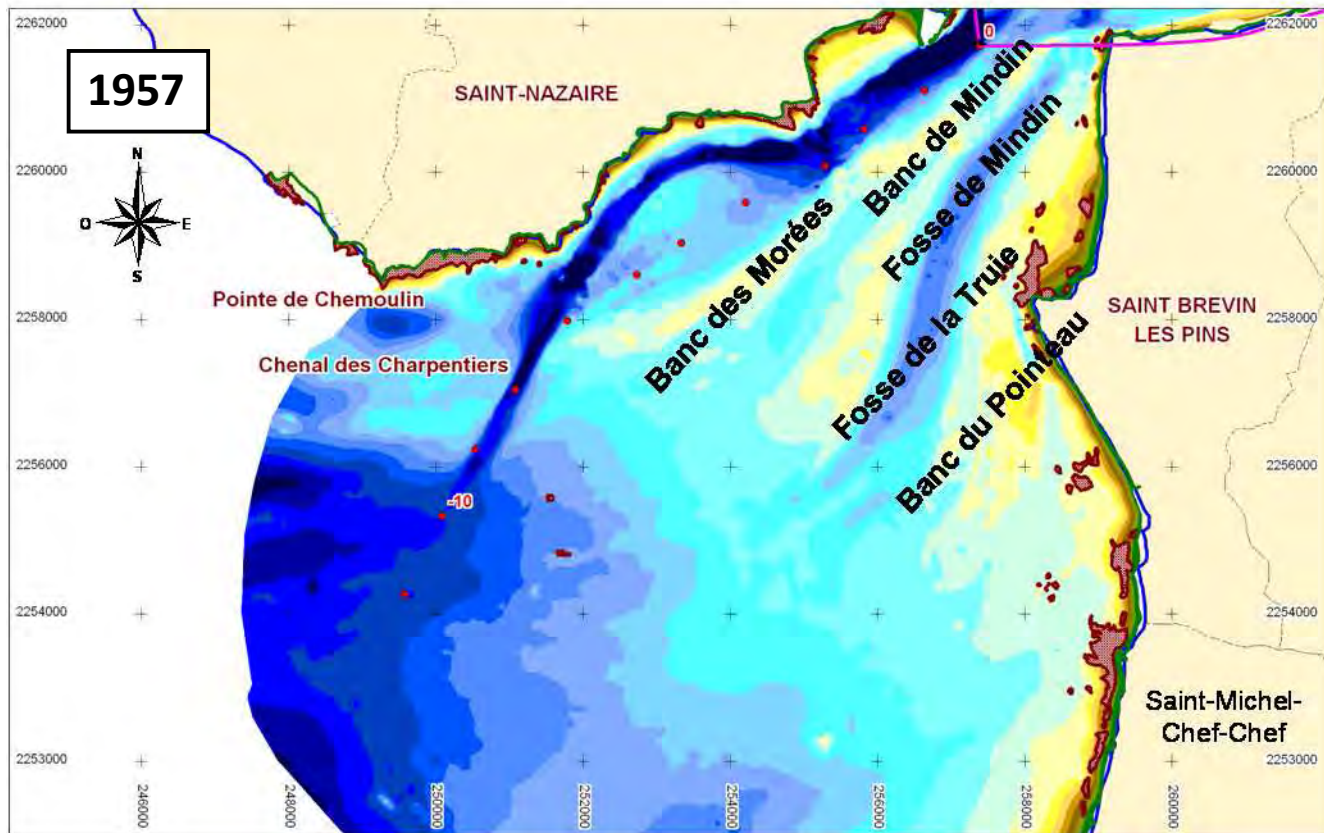 2262000
2262000
0
1957
SAINT-NAZAIRE
N
O
E
S
Banc de Mindin
Fosse de Mindin
2260000
2260000
Banc des Morées
Fosse de la Truie
Pointe de Chemoulin
2258000
2258000
SAINT BREVIN
LES PINS
Chenal des Charpentiers
Banc du Pointeau
2256000
2256000
-10
2254000
2254000
Saint-Michel-
Chef-Chef
2253000
2253000
246000
248000
250000
252000
254000
256000
258000
260000